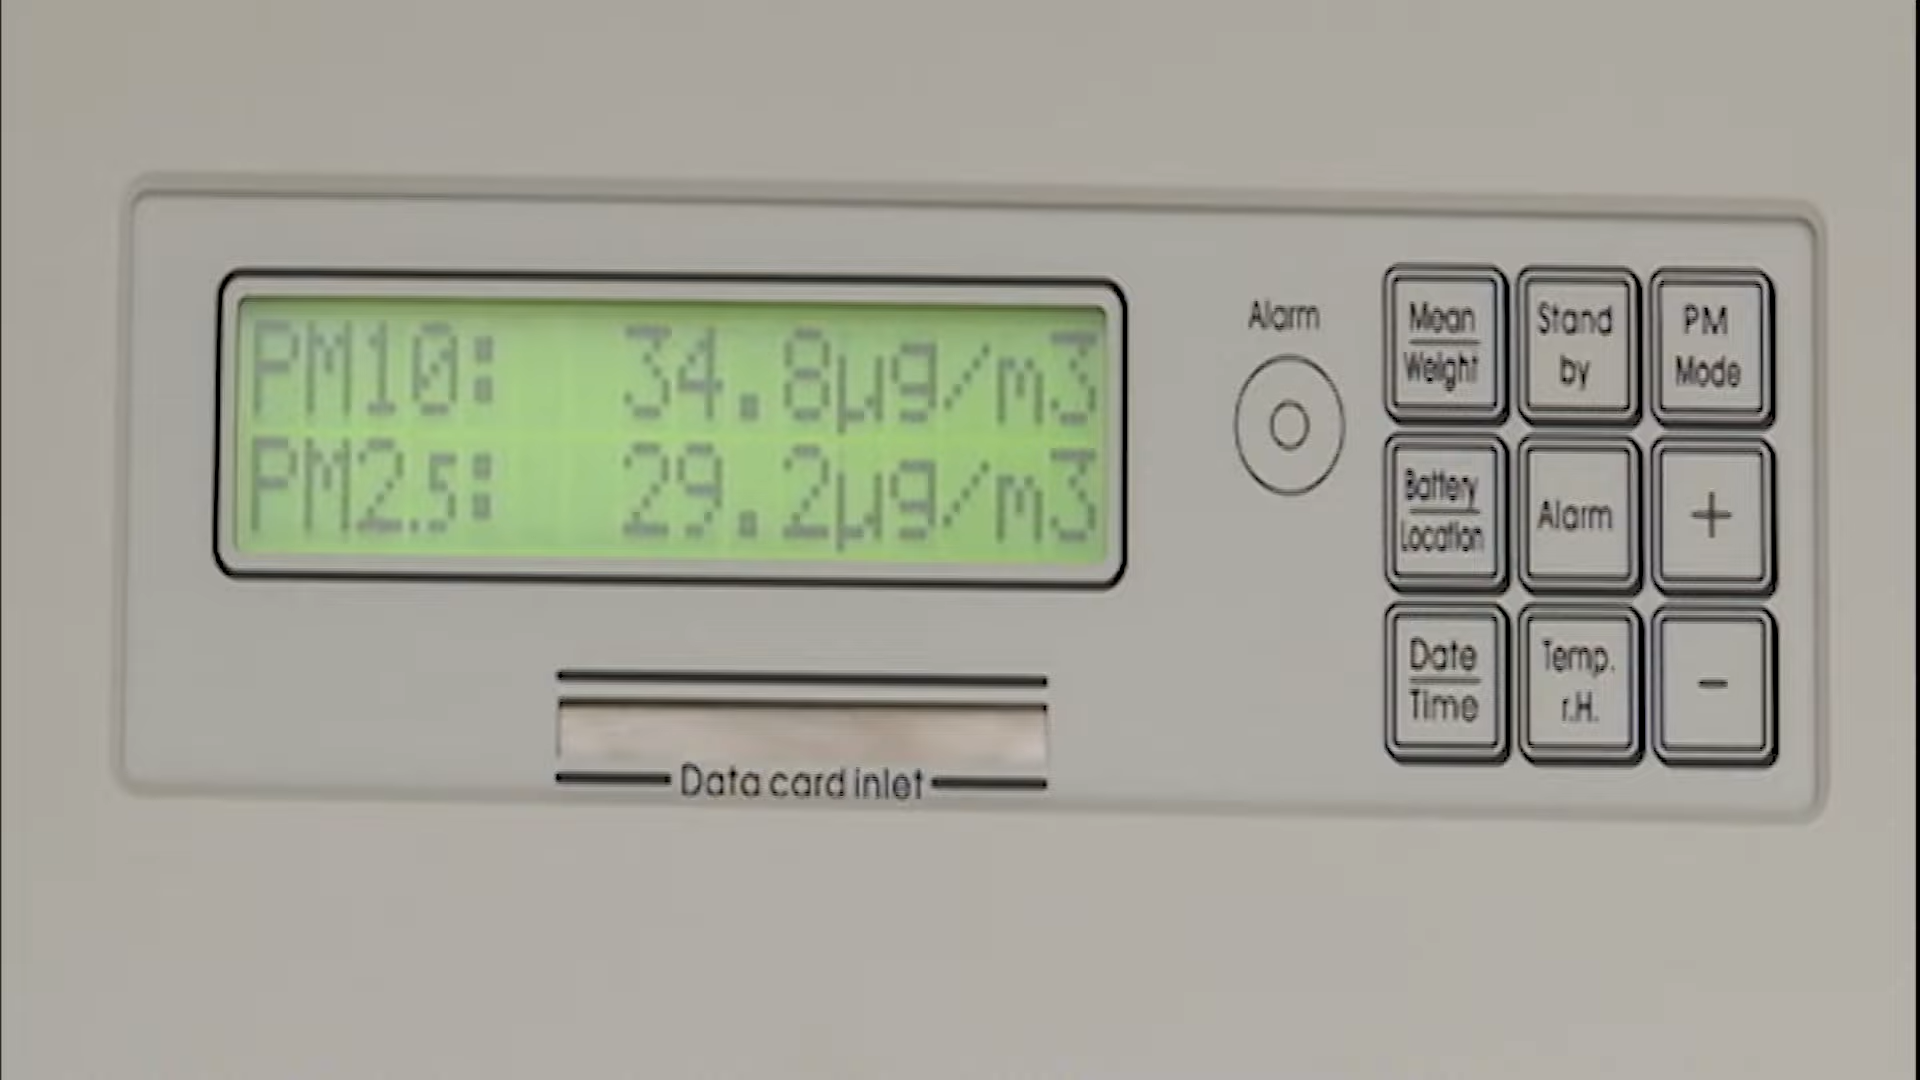 PM10: 34.8µg/m3
PM2.5: 29.2µg/m3
Alarm
Mean
Weight
Stand
by
PM
Mode
Battery
Location
Alarm
+
Date
Time
Temp.
r.H.
−
Data card inlet